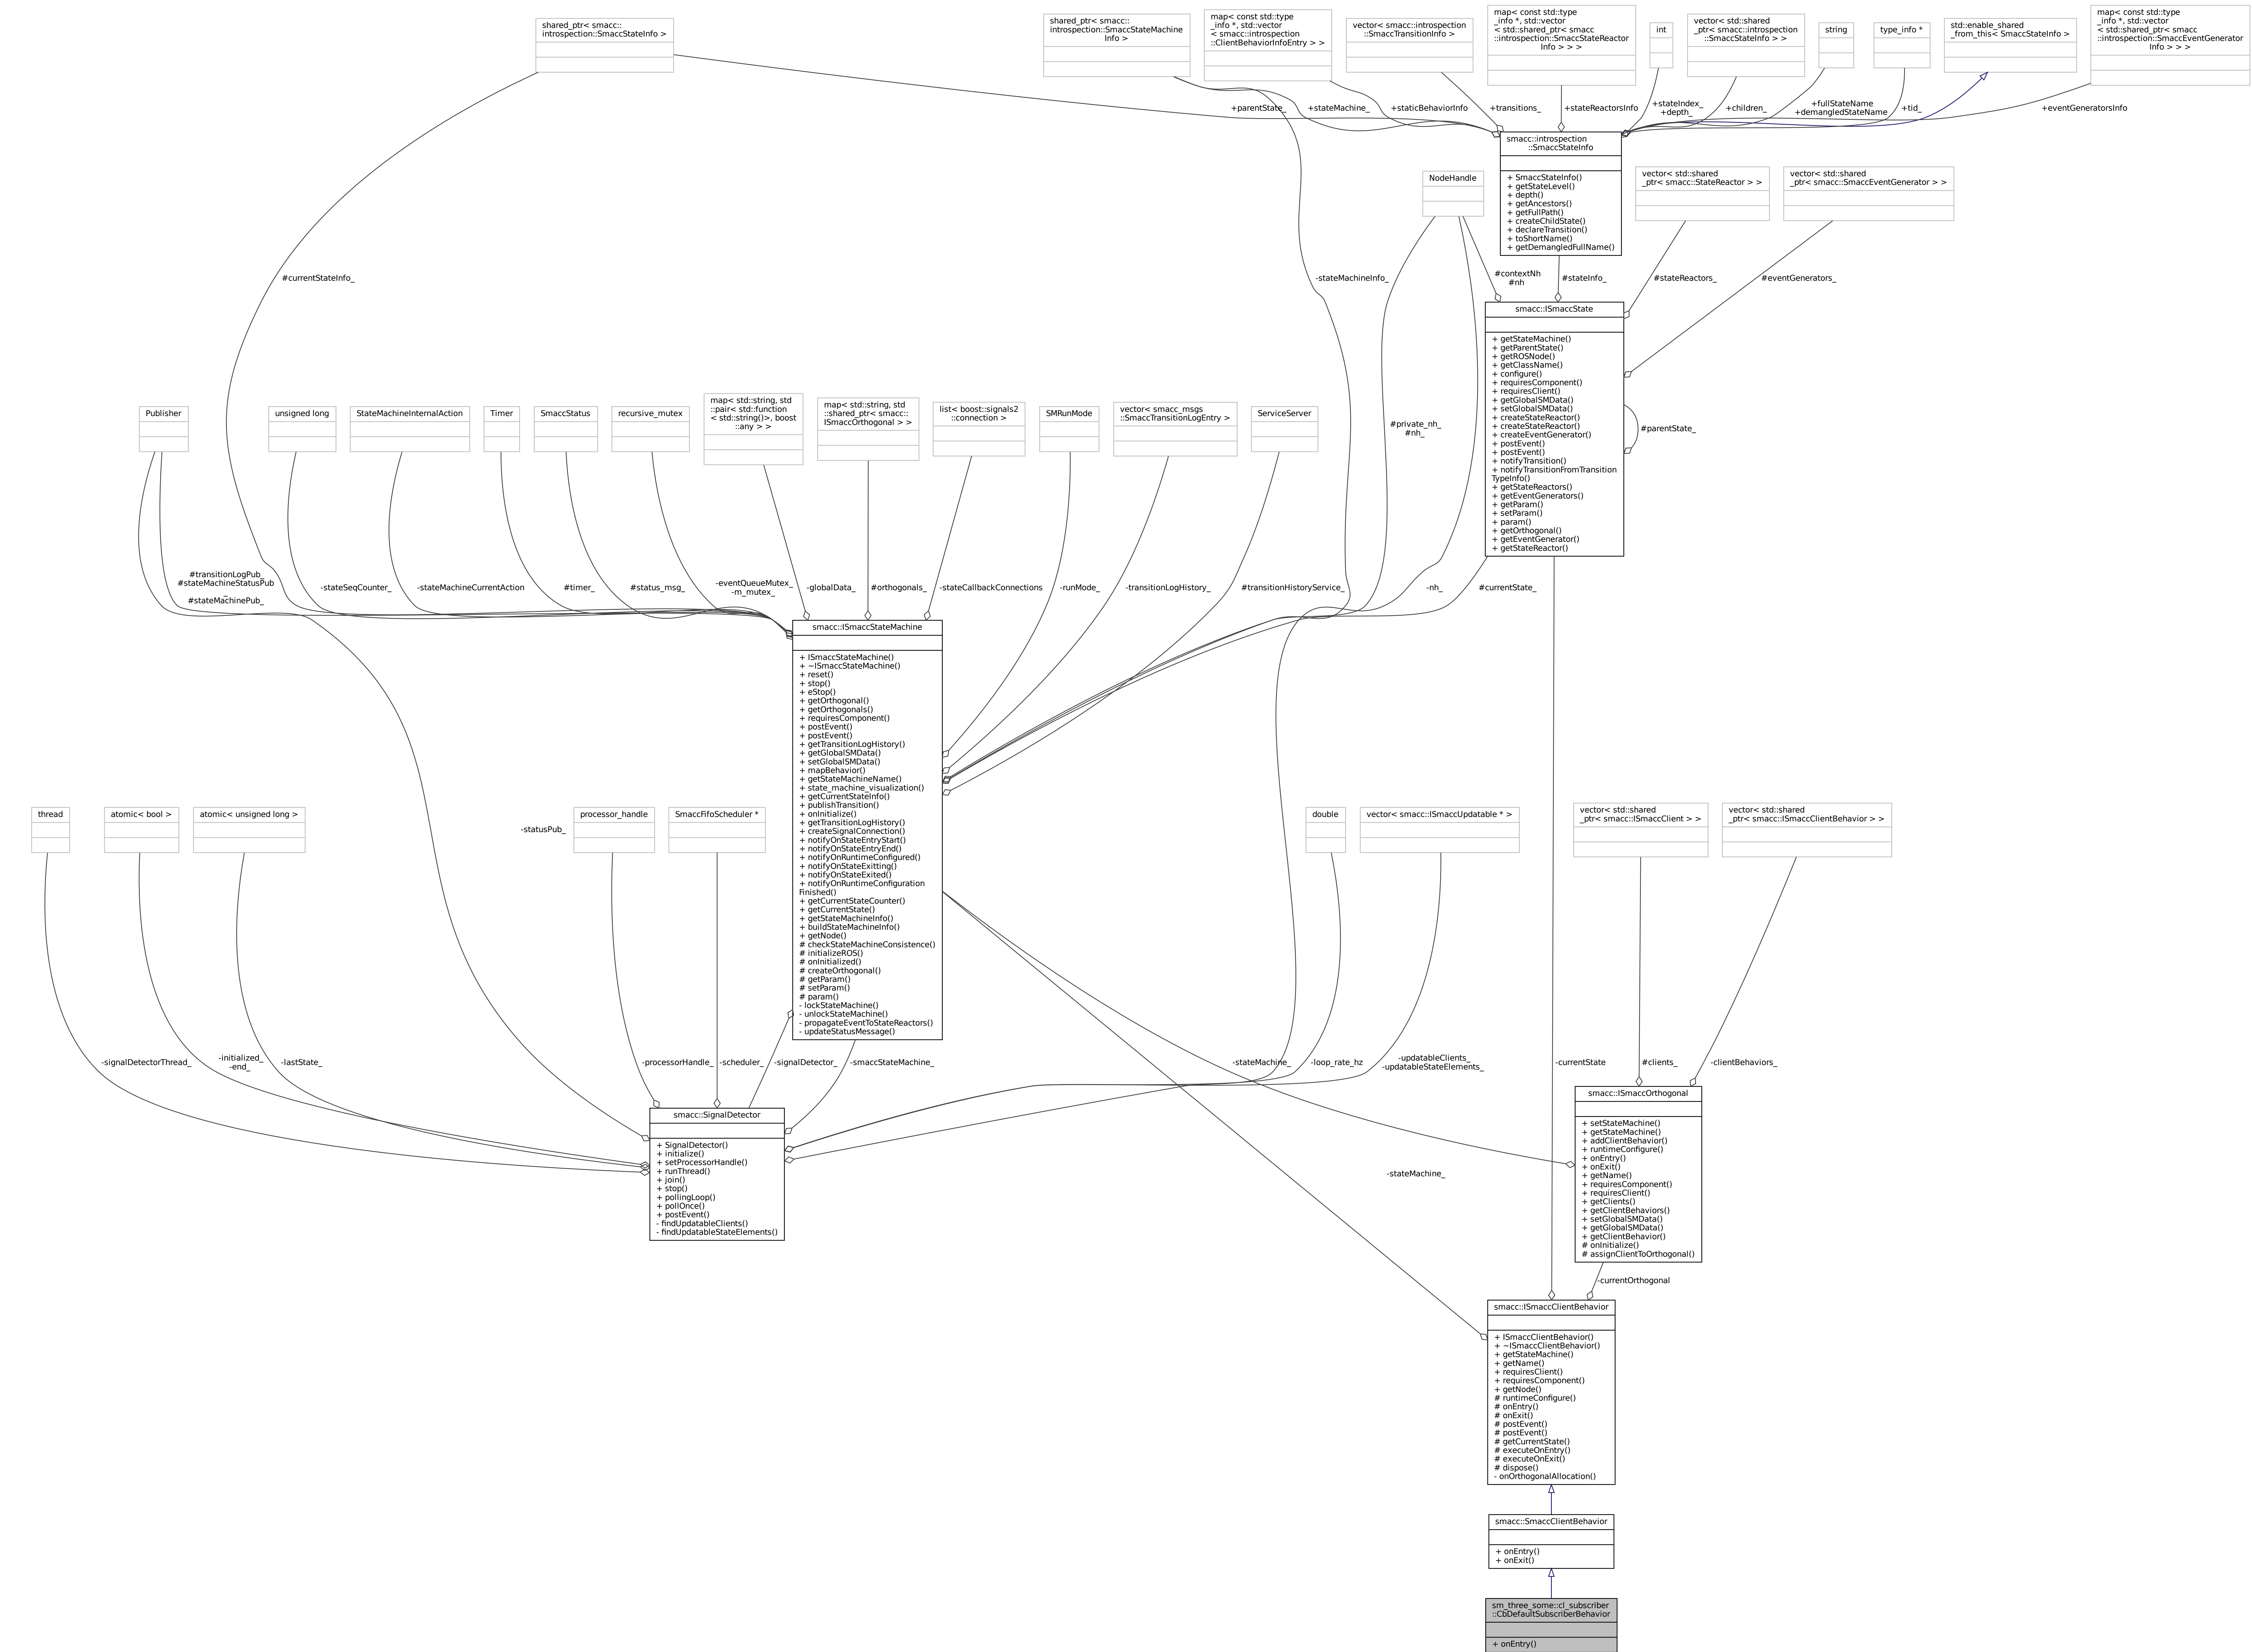 shared_ptr< smacc::
introspection::SmaccStateInfo >
shared_ptr< smacc::
introspection::SmaccStateMachine
Info >
map< const std::type
_info *, std::vector
< smacc::introspection
::ClientBehaviorInfoEntry > >
vector< smacc::introspection
::SmaccTransitionInfo >
map< const std::type
_info *, std::vector
< std::shared_ptr< smacc
::introspection::SmaccStateReactor
Info > > >
int
vector< std::shared
_ptr< smacc::introspection
::SmaccStateInfo > >
string
type_info *
std::enable_shared
_from_this< SmaccStateInfo >
map< const std::type
_info *, std::vector
< std::shared_ptr< smacc
::introspection::SmaccEventGenerator
Info > > >
+parentState_
+stateMachine_
+staticBehaviorInfo
+transitions_
+stateReactorsInfo
+stateIndex_
+depth_
+children_
+fullStateName
+demangledStateName
+tid_
+eventGeneratorsInfo
smacc::introspection
::SmaccStateInfo
+ SmaccStateInfo()
+ getStateLevel()
+ depth()
+ getAncestors()
+ getFullPath()
+ createChildState()
+ declareTransition()
+ toShortName()
+ getDemangledFullName()
NodeHandle
vector< std::shared
_ptr< smacc::StateReactor > >
vector< std::shared
_ptr< smacc::SmaccEventGenerator > >
#currentStateInfo_
-stateMachineInfo_
#contextNh
#nh
#stateInfo_
#stateReactors_
#eventGenerators_
smacc::ISmaccState
+ getStateMachine()
+ getParentState()
+ getROSNode()
+ getClassName()
+ configure()
+ requiresComponent()
+ requiresClient()
+ getGlobalSMData()
+ setGlobalSMData()
+ createStateReactor()
+ createStateReactor()
+ createEventGenerator()
+ postEvent()
+ postEvent()
+ notifyTransition()
+ notifyTransitionFromTransition
TypeInfo()
+ getStateReactors()
+ getEventGenerators()
+ getParam()
+ setParam()
+ param()
+ getOrthogonal()
+ getEventGenerator()
+ getStateReactor()
#parentState_
Publisher
unsigned long
StateMachineInternalAction
Timer
SmaccStatus
recursive_mutex
map< std::string, std
::pair< std::function
< std::string()>, boost
::any > >
map< std::string, std
::shared_ptr< smacc::
ISmaccOrthogonal > >
list< boost::signals2
::connection >
SMRunMode
vector< smacc_msgs
::SmaccTransitionLogEntry >
ServiceServer
#private_nh_
#nh_
#transitionLogPub_
#stateMachineStatusPub
_
#stateMachinePub_
-stateSeqCounter_
-stateMachineCurrentAction
#timer_
#status_msg_
-eventQueueMutex_
-m_mutex_
-globalData_
#orthogonals_
-stateCallbackConnections
-runMode_
-transitionLogHistory_
#transitionHistoryService_
-nh_
#currentState_
smacc::ISmaccStateMachine
+ ISmaccStateMachine()
+ ~ISmaccStateMachine()
+ reset()
+ stop()
+ eStop()
+ getOrthogonal()
+ getOrthogonals()
+ requiresComponent()
+ postEvent()
+ postEvent()
+ getTransitionLogHistory()
+ getGlobalSMData()
+ setGlobalSMData()
+ mapBehavior()
+ getStateMachineName()
+ state_machine_visualization()
+ getCurrentStateInfo()
+ publishTransition()
+ onInitialize()
+ getTransitionLogHistory()
+ createSignalConnection()
+ notifyOnStateEntryStart()
+ notifyOnStateEntryEnd()
+ notifyOnRuntimeConfigured()
+ notifyOnStateExitting()
+ notifyOnStateExited()
+ notifyOnRuntimeConfiguration
Finished()
+ getCurrentStateCounter()
+ getCurrentState()
+ getStateMachineInfo()
+ buildStateMachineInfo()
+ getNode()
# checkStateMachineConsistence()
# initializeROS()
# onInitialized()
# createOrthogonal()
# getParam()
# setParam()
# param()
- lockStateMachine()
- unlockStateMachine()
- propagateEventToStateReactors()
- updateStatusMessage()
thread
atomic< bool >
atomic< unsigned long >
-statusPub_
processor_handle
SmaccFifoScheduler *
double
vector< smacc::ISmaccUpdatable * >
vector< std::shared
_ptr< smacc::ISmaccClient > >
vector< std::shared
_ptr< smacc::ISmaccClientBehavior > >
-signalDetectorThread_
-initialized_
-end_
-lastState_
-processorHandle_
-scheduler_
-signalDetector_
-smaccStateMachine_
-stateMachine_
-loop_rate_hz
-updatableClients_
-updatableStateElements_
-currentState
#clients_
-clientBehaviors_
smacc::SignalDetector
+ SignalDetector()
+ initialize()
+ setProcessorHandle()
+ runThread()
+ join()
+ stop()
+ pollingLoop()
+ pollOnce()
+ postEvent()
- findUpdatableClients()
- findUpdatableStateElements()
smacc::ISmaccOrthogonal
+ setStateMachine()
+ getStateMachine()
+ addClientBehavior()
+ runtimeConfigure()
+ onEntry()
+ onExit()
+ getName()
+ requiresComponent()
+ requiresClient()
+ getClients()
+ getClientBehaviors()
+ setGlobalSMData()
+ getGlobalSMData()
+ getClientBehavior()
# onInitialize()
# assignClientToOrthogonal()
-stateMachine_
-currentOrthogonal
smacc::ISmaccClientBehavior
+ ISmaccClientBehavior()
+ ~ISmaccClientBehavior()
+ getStateMachine()
+ getName()
+ requiresClient()
+ requiresComponent()
+ getNode()
# runtimeConfigure()
# onEntry()
# onExit()
# postEvent()
# postEvent()
# getCurrentState()
# executeOnEntry()
# executeOnExit()
# dispose()
- onOrthogonalAllocation()
smacc::SmaccClientBehavior
+ onEntry()
+ onExit()
sm_three_some::cl_subscriber
::CbDefaultSubscriberBehavior
+ onEntry()